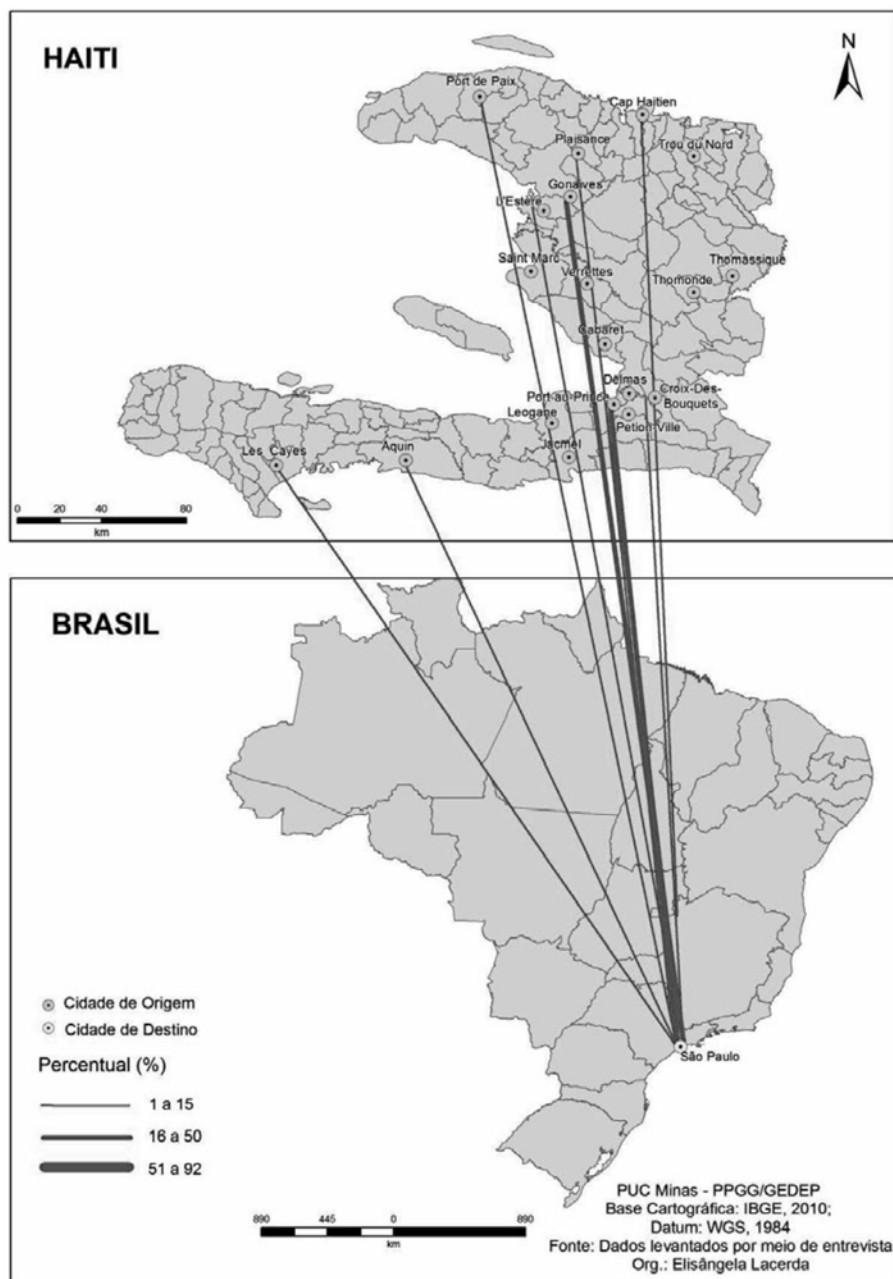 HAITI
N
Port de Paix
Cap Haitien
Plaisance
Trou du Nord
Gonaives
L'Estere
Saint Marc
Verrettes
Thomassique
Thomonde
Cabaret
Delmas
Port-au-Prince
Croix-Des-
Bouquets
Leogane
Petion-Ville
Jacmel
Les Cayes
Aquin
0 20 40 80
km
BRASIL
São Paulo
Cidade de Origem
Cidade de Destino
Percentual (%)
1 a 15
16 a 50
51 a 92
890 445 0 890
km
PUC Minas - PPGG/GEDEP
Base Cartográfica: IBGE, 2010;
Datum: WGS, 1984
Fonte: Dados levantados por meio de entrevista
Org.: Elisângela Lacerda